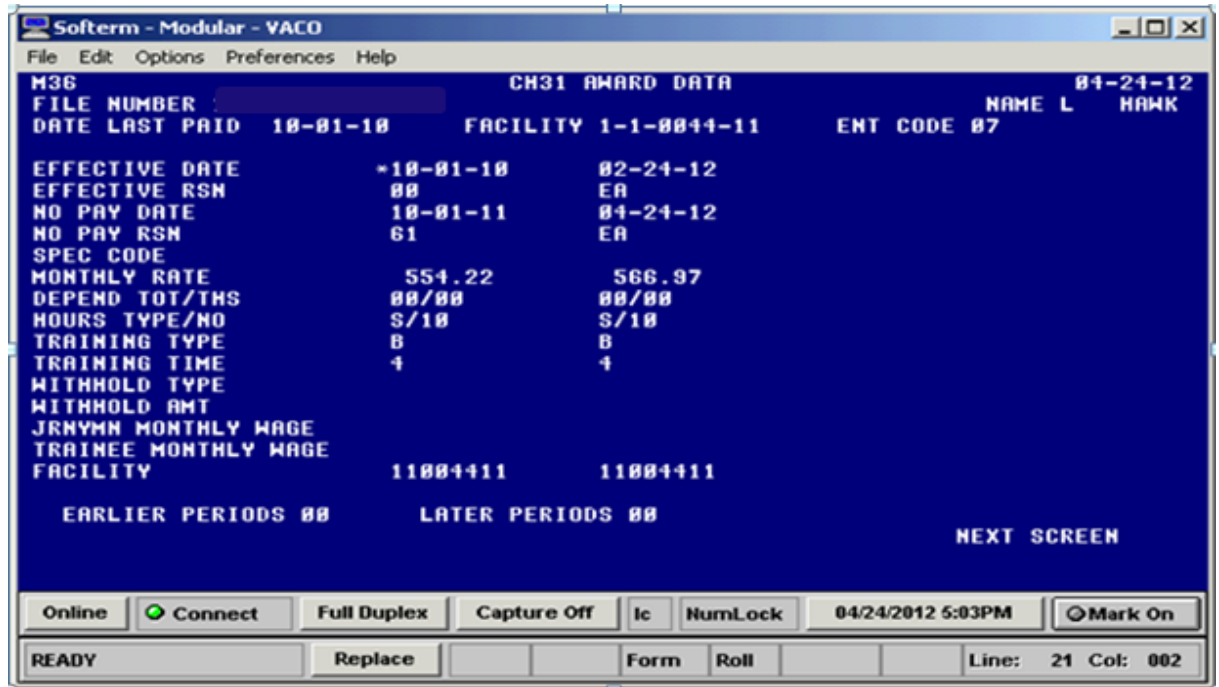 Softerm - Modular - VACO
File Edit Options Preferences Help
M36 CH31 AWARD DATA 04-24-12
FILE NUMBER NAME L HAWK
DATE LAST PAID 10-01-10 FACILITY 1-1-0044-11 ENT CODE 07
EFFECTIVE DATE *10-01-10 02-24-12
EFFECTIVE RSN 00 EA
NO PAY DATE 10-01-11 04-24-12
NO PAY RSN 61 EA
SPEC CODE
MONTHLY RATE 554.22 566.97
DEPEND TOT/THS 00/00 00/00
HOURS TYPE/NO S/10 S/10
TRAINING TYPE B B
TRAINING TIME 4 4
WITHHOLD TYPE
WITHHOLD AMT
JRNYMN MONTHLY WAGE
TRAINEE MONTHLY WAGE
FACILITY 11004411 11004411
EARLIER PERIODS 00 LATER PERIODS 00
NEXT SCREEN
Online Connect Full Duplex Capture Off Ic NumLock 04/24/2012 5:03PM Mark On
READY Replace Form Roll Line: 21 Col: 002